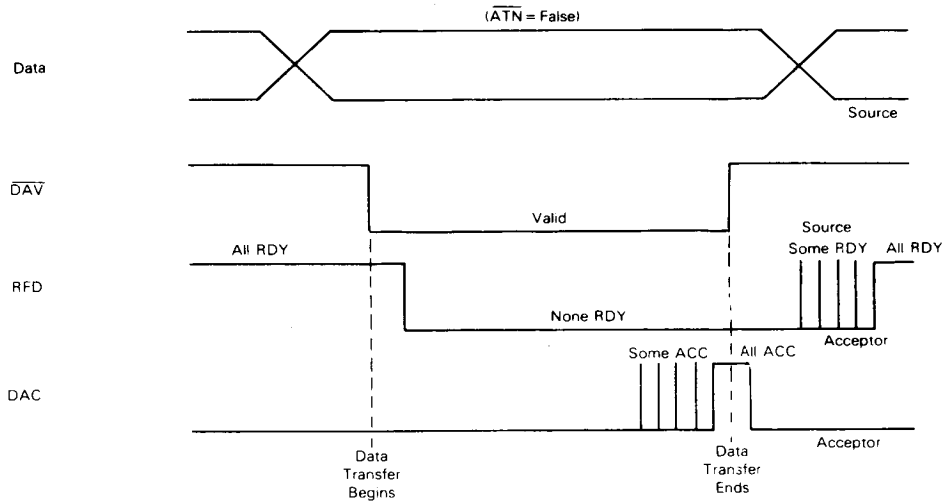 (ATN = False)
Data
Source
DAV
Valid
Source
All RDY
Some RDY
All RDY
RFD
None RDY
Acceptor
Some ACC
All ACC
DAC
Acceptor
Data
Transfer
Begins
Data
Transfer
Ends